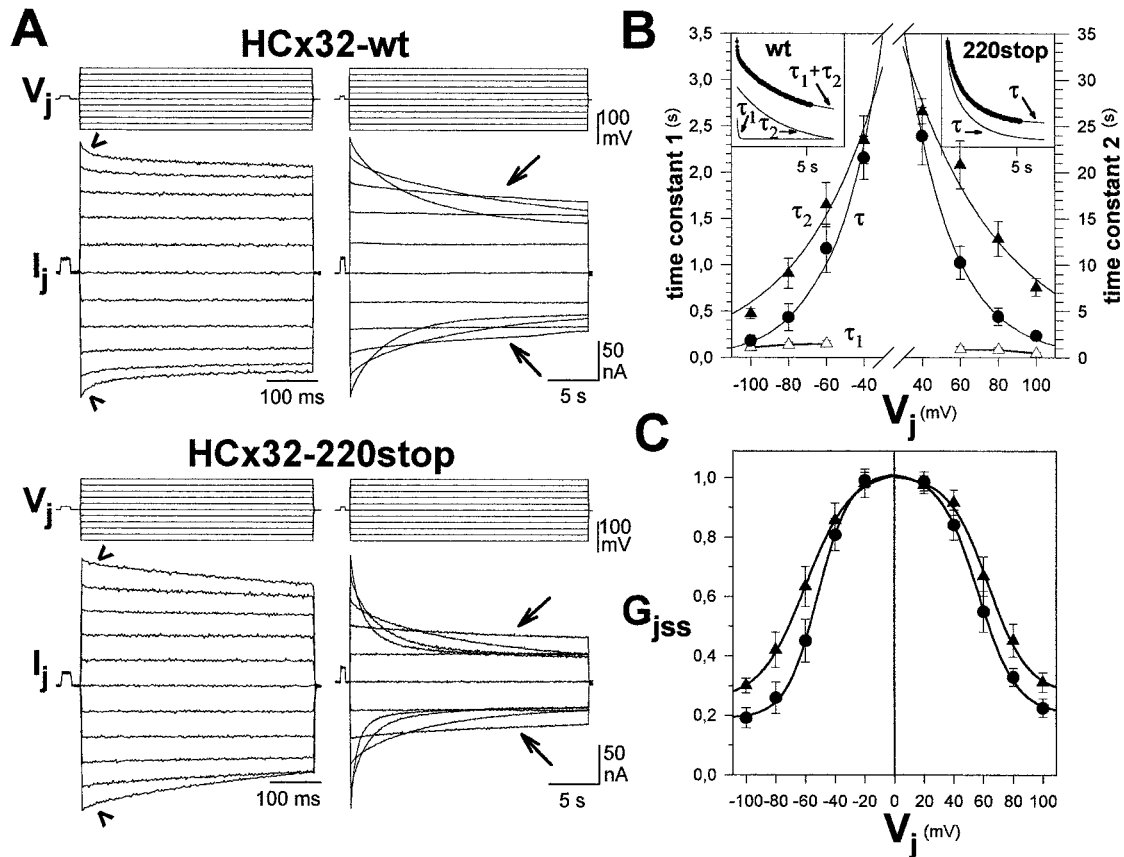 A
HCx32-wt
Vj
100
mV
Ij
100 ms
50
nA
5 s
HCx32-220stop
Vj
100
mV
Ij
100 ms
50
nA
5 s
B
time constant 1 (s)
3,5
3,0
2,5
2,0
1,5
1,0
0,5
0,0
wt
τ1+τ2
τ1
τ2
5 s
220stop
τ
τ
5 s
τ2
τ
τ1
35
30
25
20
15
10
5
0
time constant 2 (s)
-100 -80 -60 -40 40 60 80 100
Vj (mV)
C
Gjss
1,0
0,8
0,6
0,4
0,2
0,0
-100 -80 -60 -40 -20 0 20 40 60 80 100
Vj (mV)